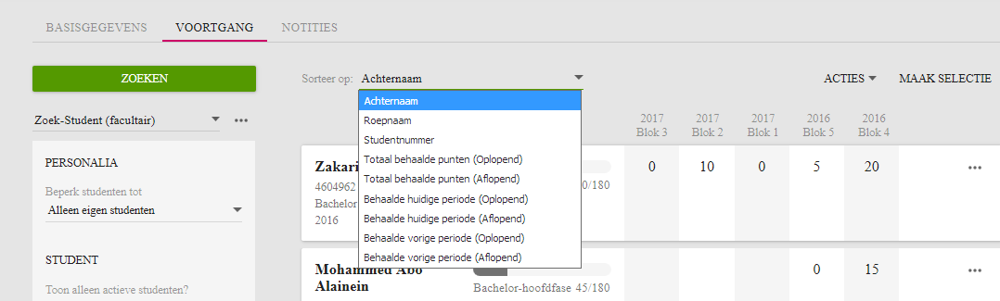 BASISGEGEVENS VOORTGANG NOTITIES
ZOEKEN
Sorteer op: Achternaam
ACTIES MAAK SELECTIE
Zoek-Student (facultair)
Achternaam
Roepnaam
Studentnummer
Totaal behaalde punten (Oplopend)
Totaal behaalde punten (Aflopend)
Behaalde huidige periode (Oplopend)
Behaalde huidige periode (Aflopend)
Behaalde vorige periode (Oplopend)
Behaalde vorige periode (Aflopend)
2017 2017 2017 2016 2016
Blok 3 Blok 2 Blok 1 Blok 5 Blok 4
PERSONALIA
Beperk studenten tot
Alleen eigen studenten
STUDENT
Toon alleen actieve studenten?
Zakari 0 10 0 5 20
4604962 0/180
Bachelor
2016
Mohammed Abo 0 15
Alainein
Bachelor-hoofdfase 45/180